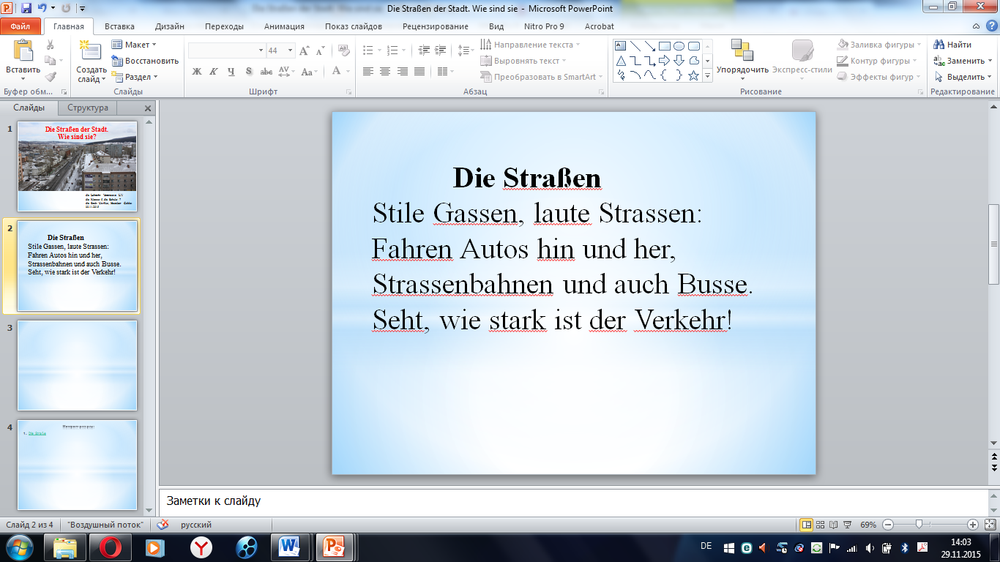 Die Straßen der Stadt. Wie sind sie - Microsoft PowerPoint
Файл Главная Вставка Дизайн Переходы Анимация Показ слайдов Рецензирование Вид Nitro Pro 9 Acrobat
Вставить
Создать слайд
Макет
Восстановить
Раздел
44
Ж К Ч S abc AV Aa A
Направление текста
Выровнять текст
Преобразовать в SmartArt
Упорядочить
Экспресс-стили
Заливка фигуры
Контур фигуры
Эффекты фигур
Найти
Заменить
Выделить
Буфер обм... Слайды Шрифт Абзац Рисование Редактирование
Слайды Структура
1
Die Straßen der Stadt.
Wie sind sie?
2
Die Straßen
Stile Gassen, laute Strassen:
Fahren Autos hin und her,
Strassenbahnen und auch Busse.
Seht, wie stark ist der Verkehr!
3
4
1. Die Straße
Die Straßen
Stile Gassen, laute Strassen:
Fahren Autos hin und her,
Strassenbahnen und auch Busse.
Seht, wie stark ist der Verkehr!
Заметки к слайду
Слайд 2 из 4 "Воздушный поток" русский 69%
DE 14:03
29.11.2015